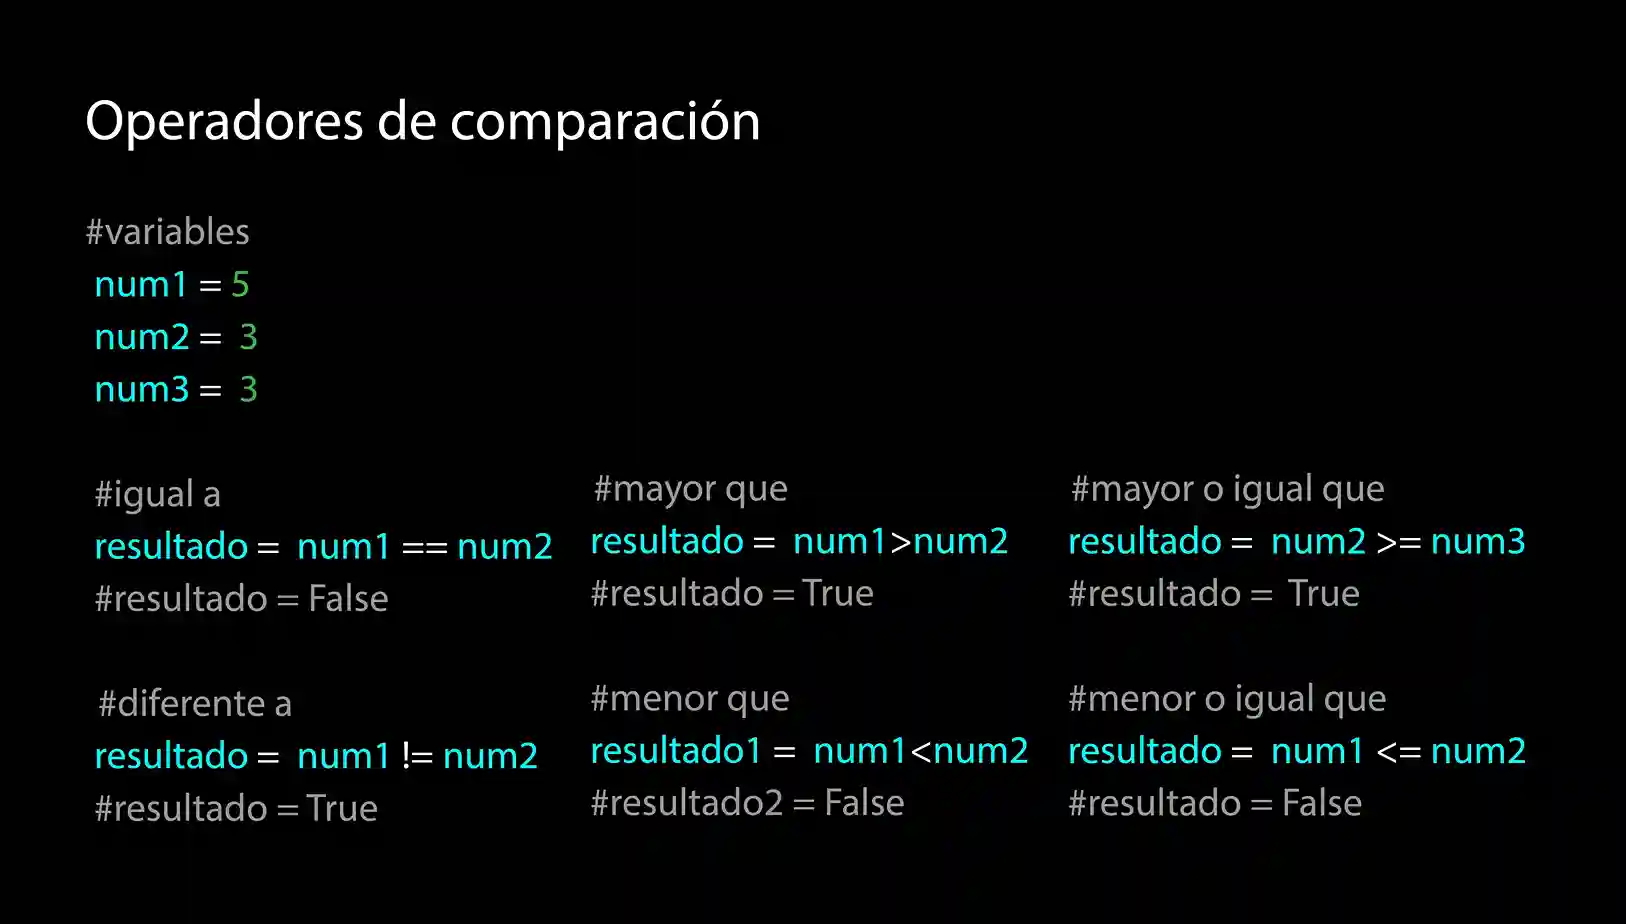 Operadores de comparación
#variables
num1 = 5
num2 = 3
num3 = 3
#igual a
resultado = num1 == num2
#resultado = False
#diferente a
resultado = num1 != num2
#resultado = True
#mayor que
resultado = num1>num2
#resultado = True
#menor que
resultado1 = num1<num2
#resultado2 = False
#mayor o igual que
resultado = num2 >= num3
#resultado = True
#menor o igual que
resultado = num1 <= num2
#resultado = False